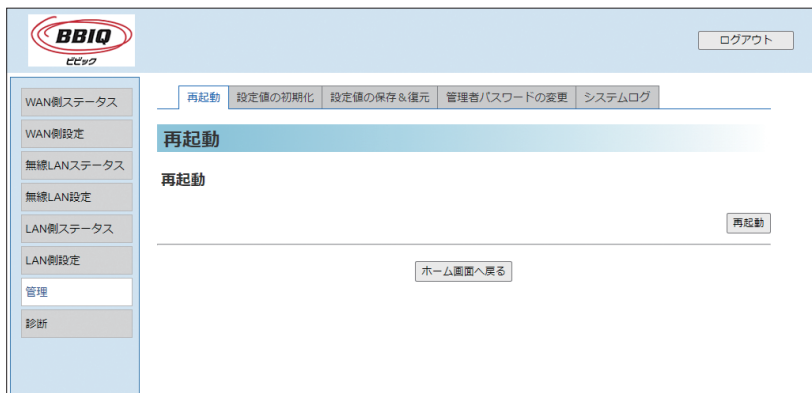 BBIQ
ビビック
ログアウト
WAN側ステータス
WAN側設定
無線LANステータス
無線LAN設定
LAN側ステータス
LAN側設定
管理
診断
再起動 設定値の初期化 設定値の保存&復元 管理者パスワードの変更 システムログ
再起動
再起動
再起動
ホーム画面へ戻る